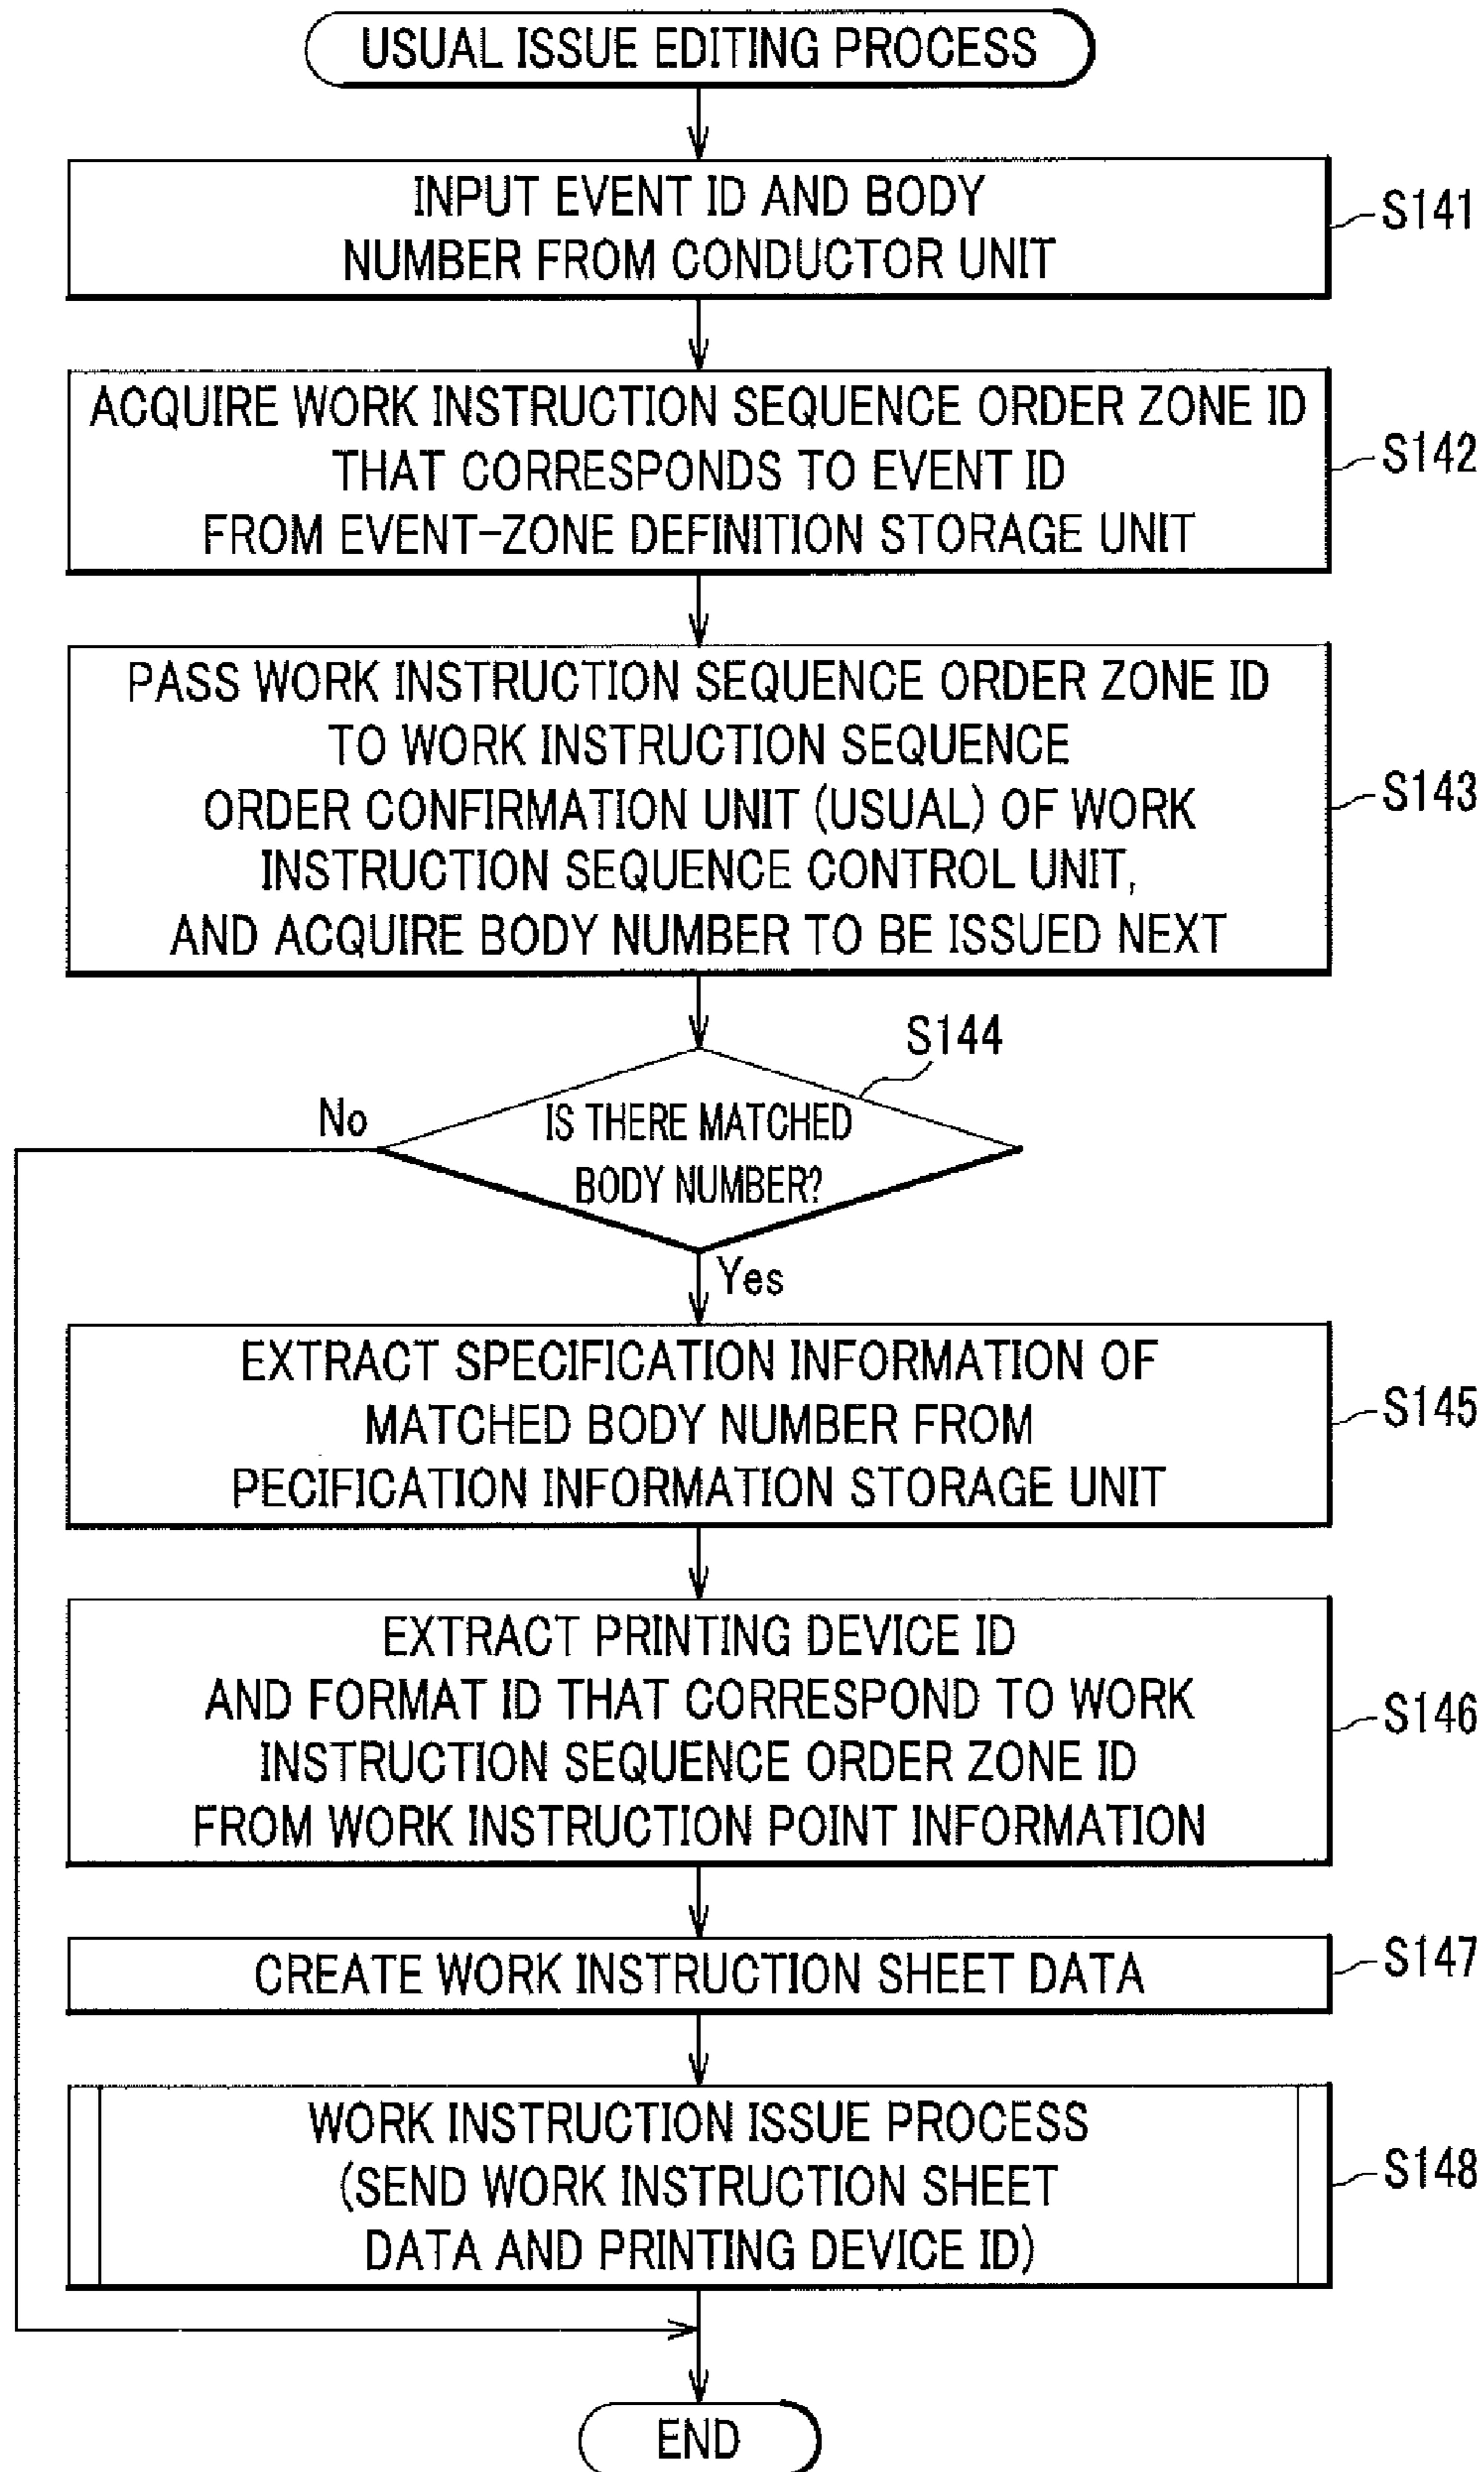 USUAL ISSUE EDITING PROCESS
INPUT EVENT ID AND BODY
NUMBER FROM CONDUCTOR UNIT
S141
ACQUIRE WORK INSTRUCTION SEQUENCE ORDER ZONE ID
THAT CORRESPONDS TO EVENT ID
FROM EVENT-ZONE DEFINITION STORAGE UNIT
S142
PASS WORK INSTRUCTION SEQUENCE ORDER ZONE ID
TO WORK INSTRUCTION SEQUENCE
ORDER CONFIRMATION UNIT (USUAL) OF WORK
INSTRUCTION SEQUENCE CONTROL UNIT,
AND ACQUIRE BODY NUMBER TO BE ISSUED NEXT
S143
S144
No
IS THERE MATCHED
BODY NUMBER?
Yes
EXTRACT SPECIFICATION INFORMATION OF
MATCHED BODY NUMBER FROM
PECIFICATION INFORMATION STORAGE UNIT
S145
EXTRACT PRINTING DEVICE ID
AND FORMAT ID THAT CORRESPOND TO WORK
INSTRUCTION SEQUENCE ORDER ZONE ID
FROM WORK INSTRUCTION POINT INFORMATION
S146
CREATE WORK INSTRUCTION SHEET DATA
S147
WORK INSTRUCTION ISSUE PROCESS
(SEND WORK INSTRUCTION SHEET
DATA AND PRINTING DEVICE ID)
S148
END